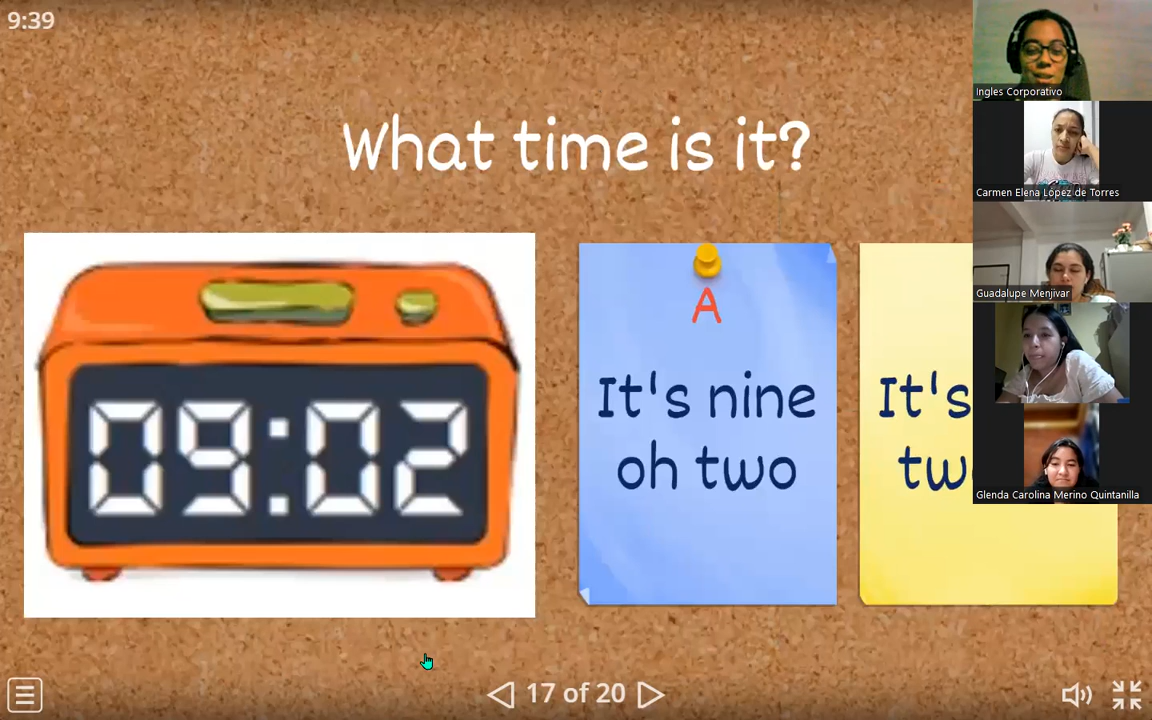 9:39
What time is it?
09:02
A
It's nine
oh two
It's
Ingles Corporativo
Carmen Elena López de Torres
Guadalupe Menjivar
Glenda Carolina Merino Quintanilla
17 of 20